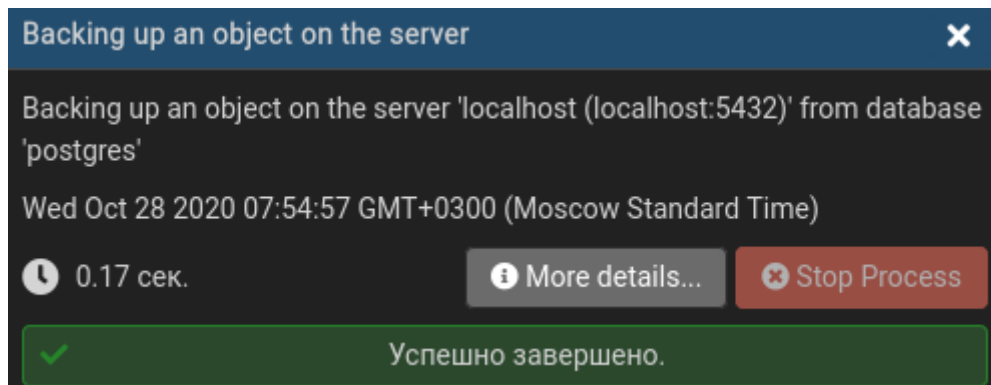 Backing up an object on the server
Backing up an object on the server 'localhost (localhost:5432)' from database
'postgres'
Wed Oct 28 2020 07:54:57 GMT+0300 (Moscow Standard Time)
0.17 сек. More details... Stop Process
Успешно завершено.